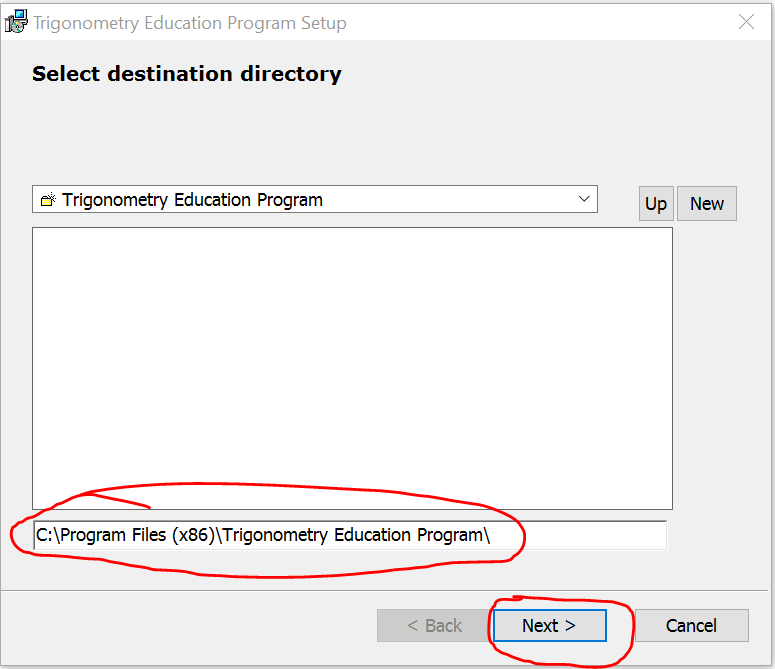 Trigonometry Education Program Setup
Select destination directory
Trigonometry Education Program
Up
New
C:\Program Files (x86)\Trigonometry Education Program\
< Back
Next >
Cancel